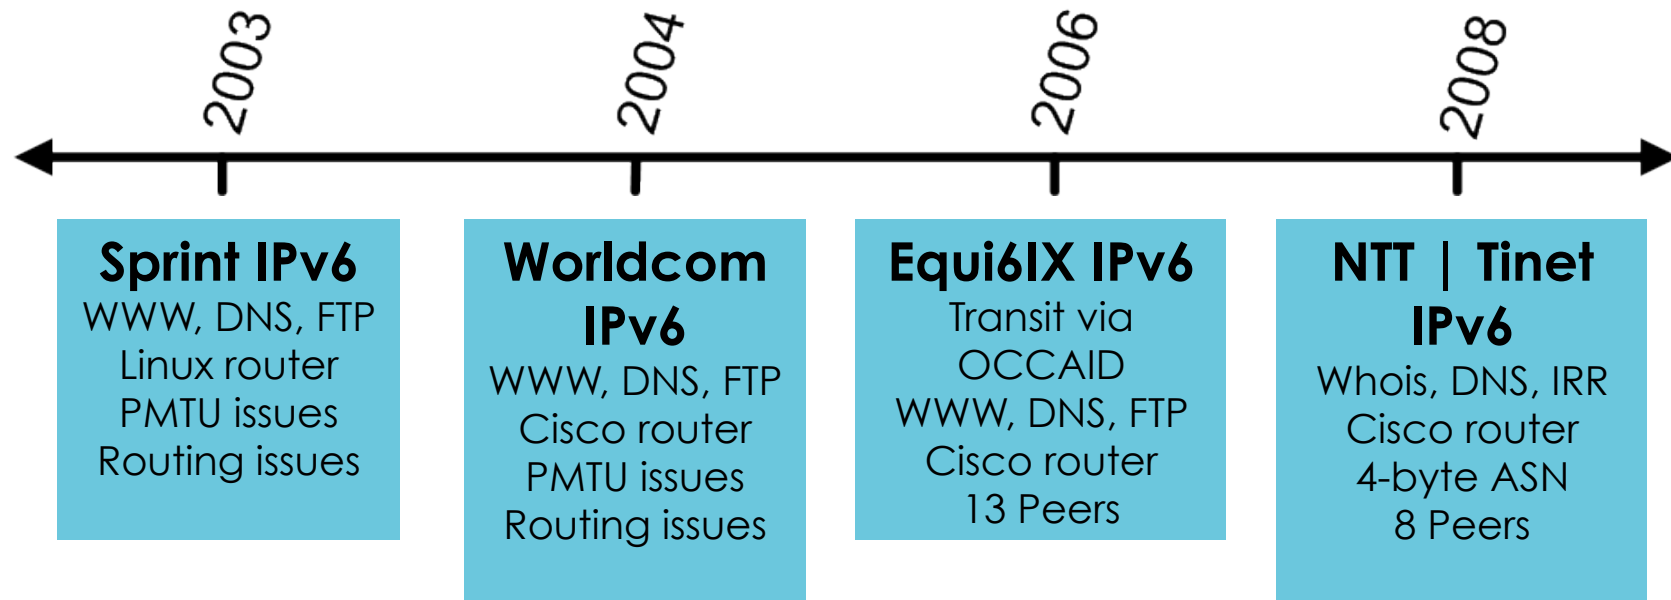 2003
2004
2006
2008
Sprint IPv6
WWW, DNS, FTP
Linux router
PMTU issues
Routing issues
Worldcom
IPv6
WWW, DNS, FTP
Cisco router
PMTU issues
Routing issues
Equi6IX IPv6
Transit via
OCCAID
WWW, DNS, FTP
Cisco router
13 Peers
NTT | Tinet
IPv6
Whois, DNS, IRR
Cisco router
4-byte ASN
8 Peers